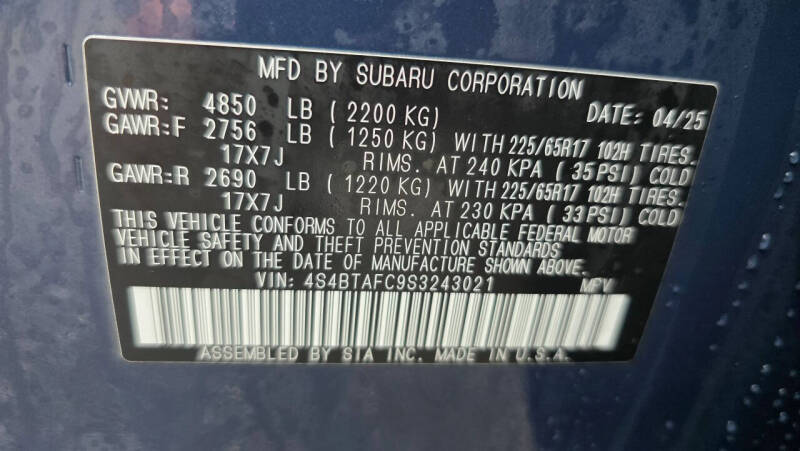 MFD BY SUBARU CORPORATION
GVWR: 4850 LB (2200 KG) DATE: 04/25
GAWR:F 2756 LB (1250 KG) WITH 225/65R17 102H TIRES.
17X7J RIMS. AT 240 KPA (35 PSI) COLD
GAWR:R 2690 LB (1220 KG) WITH 225/65R17 102H TIRES.
17X7J RIMS. AT 230 KPA (33 PSI) COLD
THIS VEHICLE CONFORMS TO ALL APPLICABLE FEDERAL MOTOR
VEHICLE SAFETY AND THEFT PREVENTION STANDARDS
IN EFFECT ON THE DATE OF MANUFACTURE SHOWN ABOVE.
VIN: 4S4BTAFC9S3243021 MPV
ASSEMBLED BY SIA INC. MADE IN U.S.A.